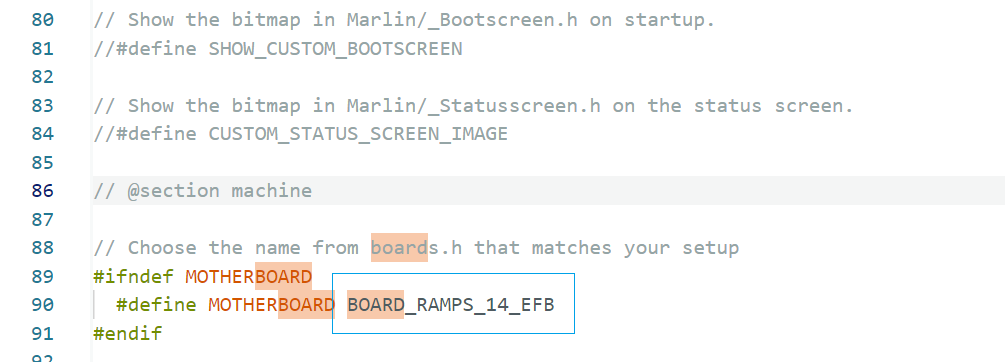 80 // Show the bitmap in Marlin/_Bootscreen.h on startup.
81 //#define SHOW_CUSTOM_BOOTSCREEN
82
83 // Show the bitmap in Marlin/_Statusscreen.h on the status screen.
84 //#define CUSTOM_STATUS_SCREEN_IMAGE
85
86 // @section machine
87
88 // Choose the name from boards.h that matches your setup
89 #ifndef MOTHERBOARD
90   #define MOTHERBOARD BOARD_RAMPS_14_EFB
91 #endif
92